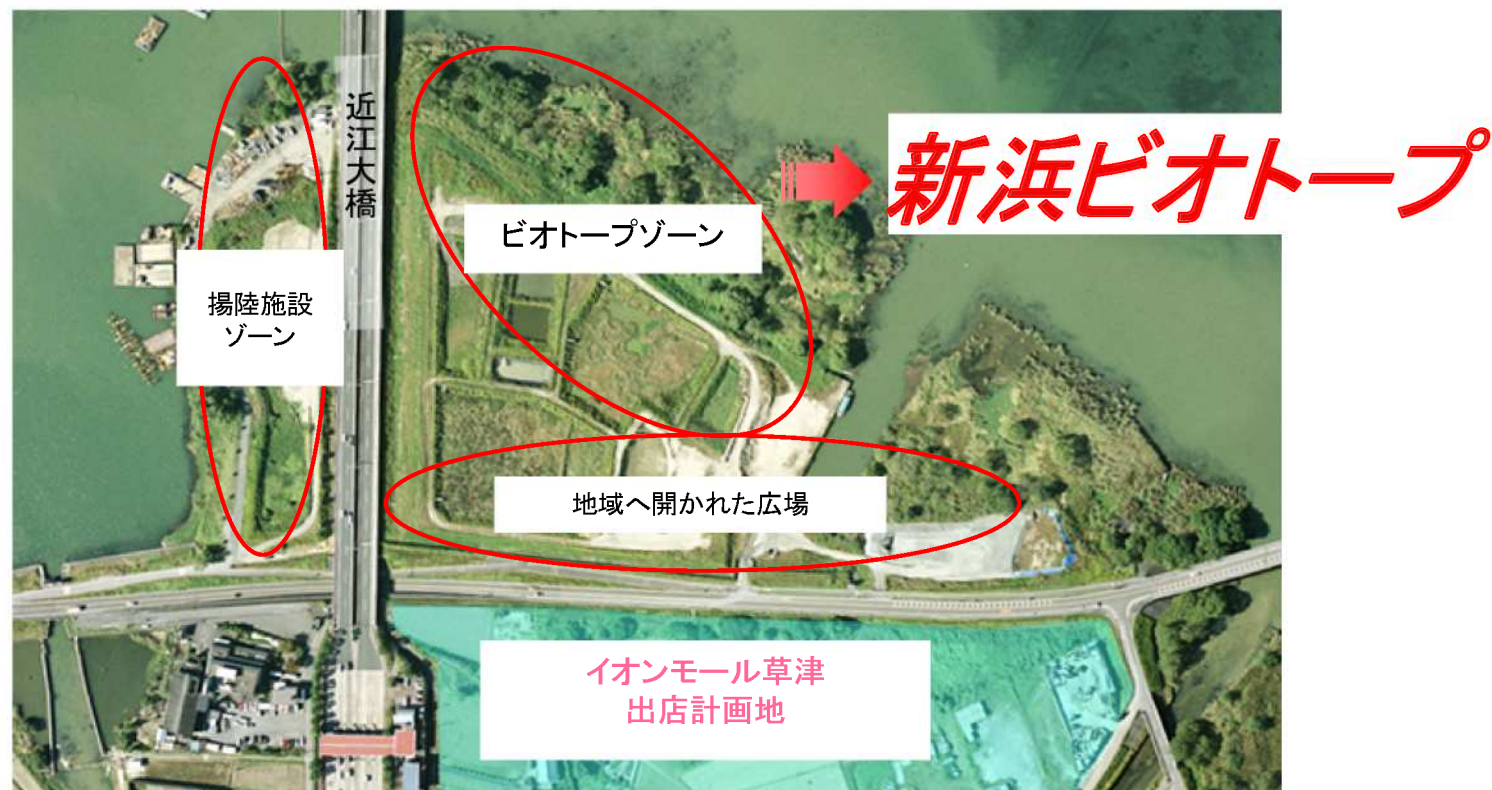 近江大橋
新浜ビオトープ
ビオトープゾーン
揚陸施設
ゾーン
地域へ開かれた広場
イオンモール草津
出店計画地